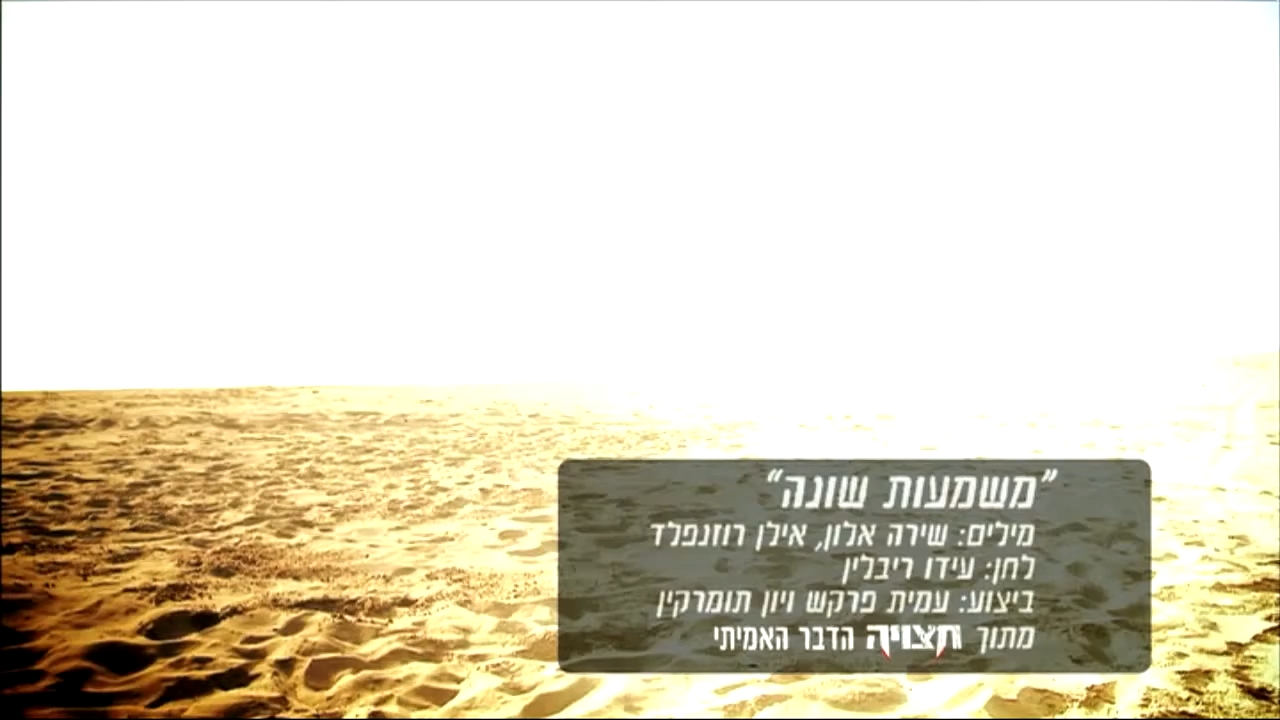 "משמעות שונה"
מילים: שירה אלון, אילן רוזנפלד
לחן: עידו ריבלין
ביצוע: עמית פרקש ויון תומרקין
מתוך חצויה הדבר האמיתי